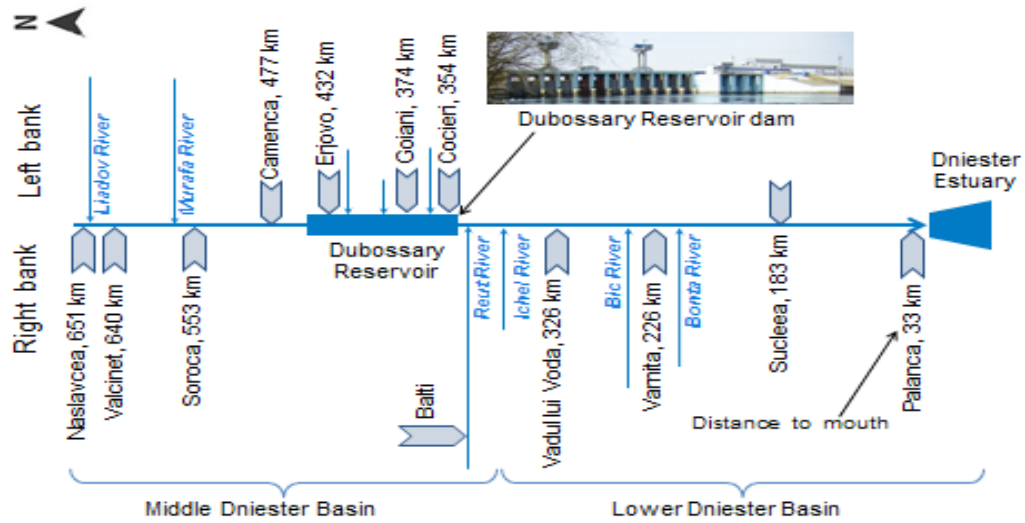 N
Left bank
Right bank
Liadov River
Murafa River
Camenca, 477 km
Erjovo, 432 km
Goiani, 374 km
Cocieri, 354 km
Dubossary Reservoir dam
Dniester
Estuary
Dubossary
Reservoir
Naslavcea, 651 km
Valcinet, 640 km
Soroca, 553 km
Balti
Reut River
Ichel River
Vadul lui Voda, 326 km
Bic River
Varnita, 226 km
Bonta River
Sucleea, 183 km
Palanca, 33 km
Distance to mouth
Middle Dniester Basin
Lower Dniester Basin